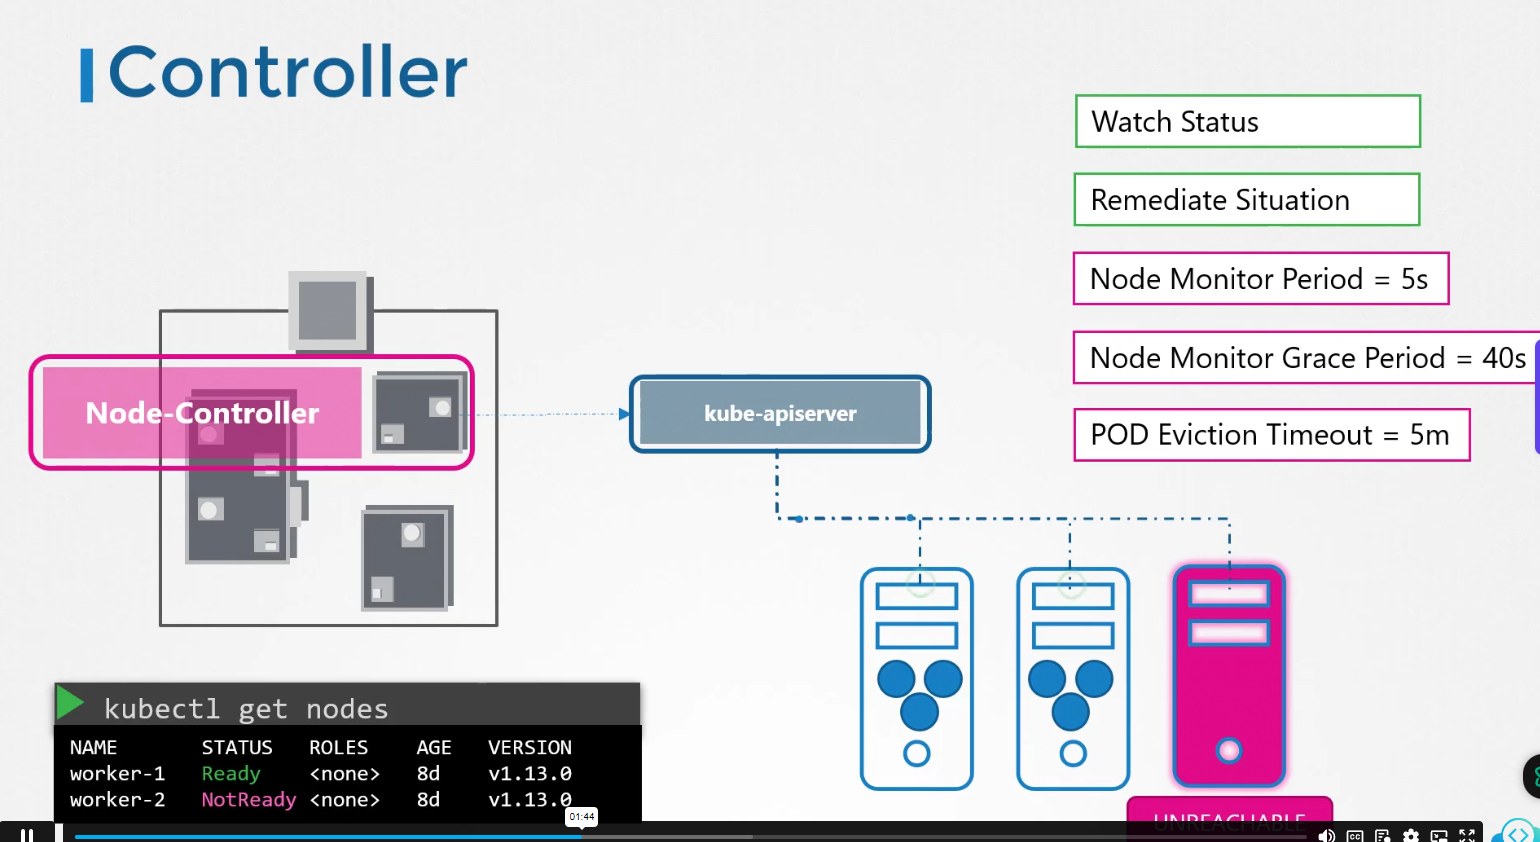 Controller
Watch Status
Remediate Situation
Node Monitor Period = 5s
Node Monitor Grace Period = 40s
POD Eviction Timeout = 5m
Node-Controller
kube-apiserver
kubectl get nodes
NAME STATUS ROLES AGE VERSION
worker-1 Ready <none> 8d v1.13.0
worker-2 NotReady <none> 8d v1.13.0
UNREACHABLE
01:44
CC